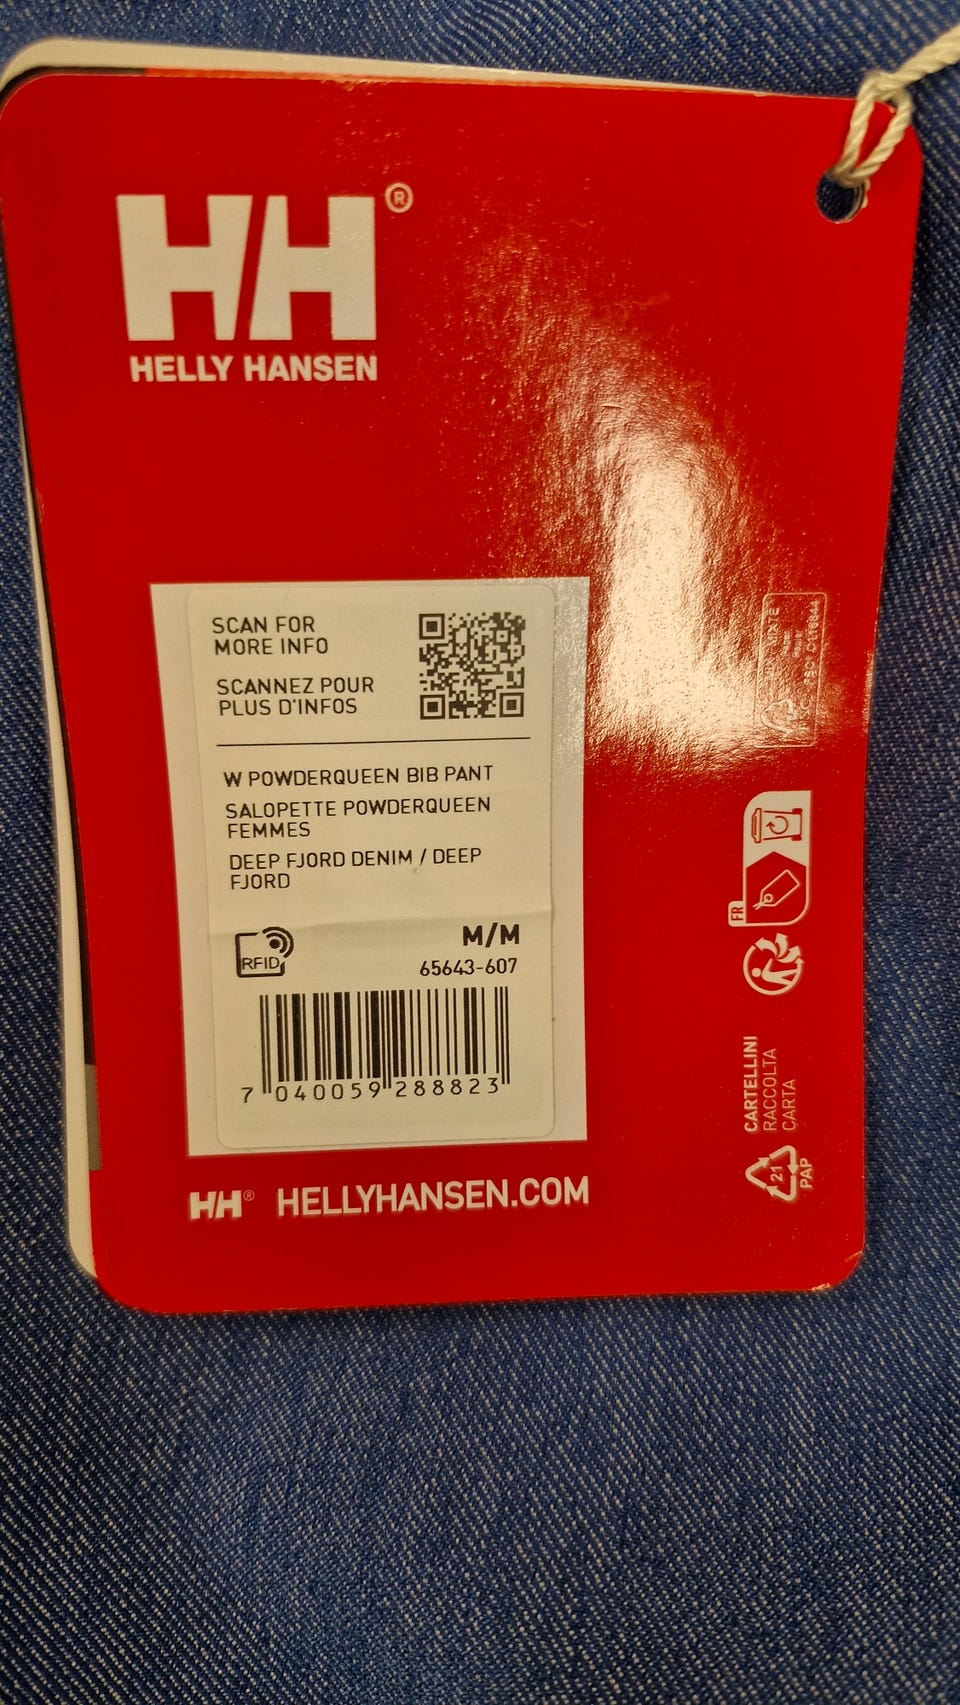 HH®
HELLY HANSEN
SCAN FOR
MORE INFO
SCANNEZ POUR
PLUS D'INFOS
W POWDERQUEEN BIB PANT
SALOPETTE POWDERQUEEN
FEMMES
DEEP FJORD DENIM / DEEP
FJORD
RFID
M/M
65643-607
7 040059 288823
HH® HELLYHANSEN.COM
FR
CARTELLINI
RACCOLTA
CARTA
21
PAP